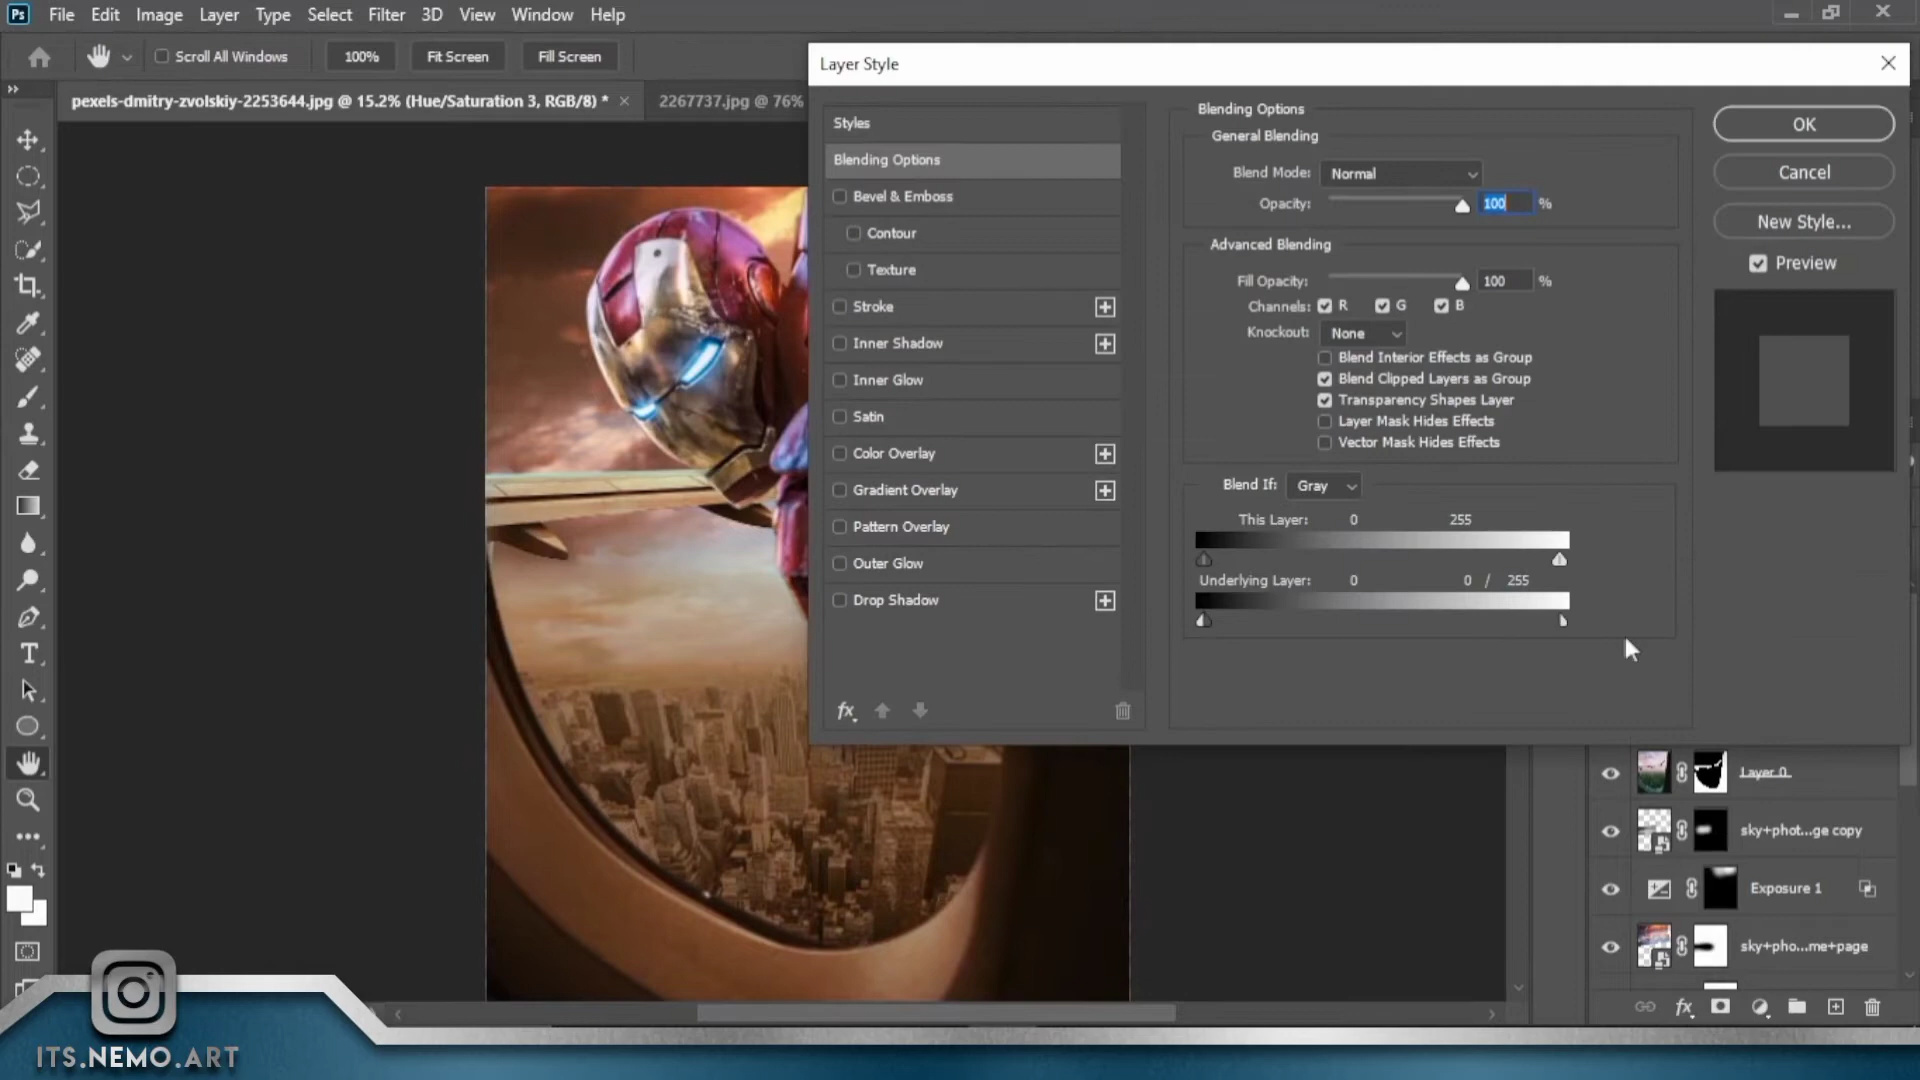 Ps File Edit Image Layer Type Select Filter 3D View Window Help
Scroll All Windows 100% Fit Screen Fill Screen
pexels-dmitry-zvolskiy-2253644.jpg @ 15.2% (Hue/Saturation 3, RGB/8) *
2267737.jpg @ 76%
Layer Style
Styles
Blending Options
Bevel & Emboss
Contour
Texture
Stroke
Inner Shadow
Inner Glow
Satin
Color Overlay
Gradient Overlay
Pattern Overlay
Outer Glow
Drop Shadow
fx
Blending Options
General Blending
Blend Mode: Normal
Opacity: 100 %
Advanced Blending
Fill Opacity: 100 %
Channels: R G B
Knockout: None
Blend Interior Effects as Group
Blend Clipped Layers as Group
Transparency Shapes Layer
Layer Mask Hides Effects
Vector Mask Hides Effects
Blend If: Gray
This Layer: 0 255
Underlying Layer: 0 0 / 255
OK
Cancel
New Style...
Preview
Layer 0
sky+phot...ge copy
Exposure 1
sky+pho...me+page
fx
ITS.NEMO.ART